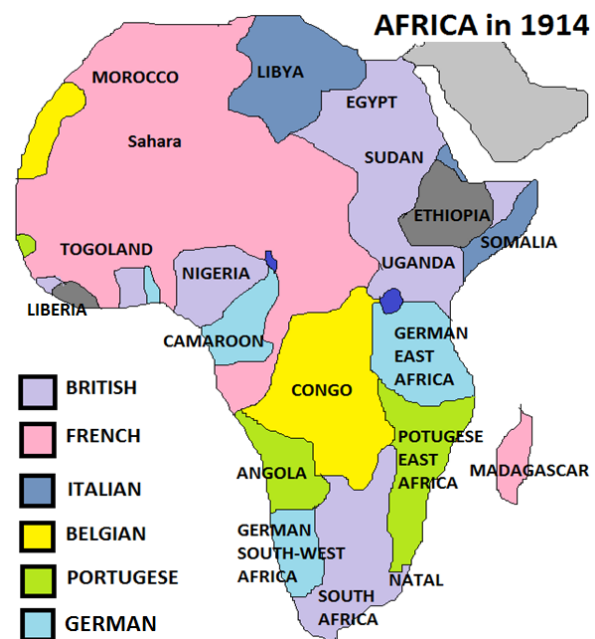 AFRICA in 1914
MOROCCO
LIBYA
EGYPT
Sahara
SUDAN
ETHIOPIA
TOGOLAND
SOMALIA
NIGERIA
UGANDA
LIBERIA
CAMAROON
GERMAN
EAST
AFRICA
BRITISH
CONGO
FRENCH
POTUGESE
EAST
AFRICA
MADAGASCAR
ANGOLA
ITALIAN
BELGIAN
GERMAN
SOUTH-WEST
AFRICA
PORTUGESE
NATAL
SOUTH
AFRICA
GERMAN